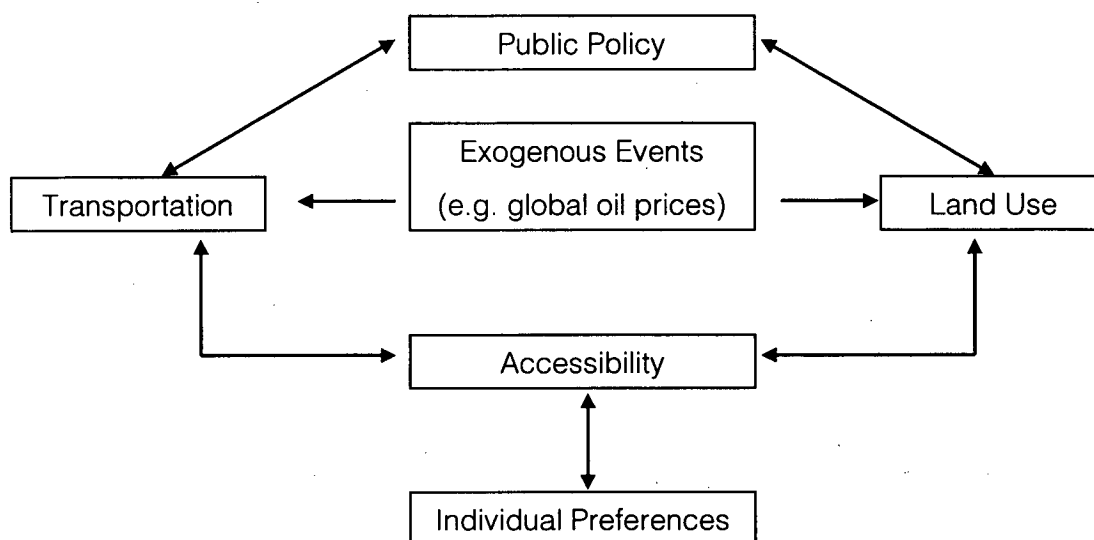 Public Policy
Exogenous Events
(e.g. global oil prices)
Transportation
Land Use
Accessibility
Individual Preferences